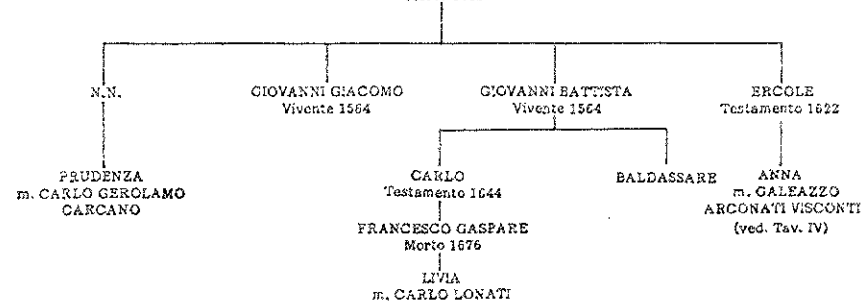 N.N.
GIOVANNI GIACOMO
Vivente 1564
GIOVANNI BATTISTA
Vivente 1564
ERCOLE
Testamento 1622
PRUDENZA
m. CARLO GEROLAMO
CARCANO
CARLO
Testamento 1644
BALDASSARE
ANNA
m. GALEAZZO
ARCONATI VISCONTI
(ved. Tav. IV)
FRANCESCO GASPARE
Morto 1676
LIVIA
m. CARLO LONATI